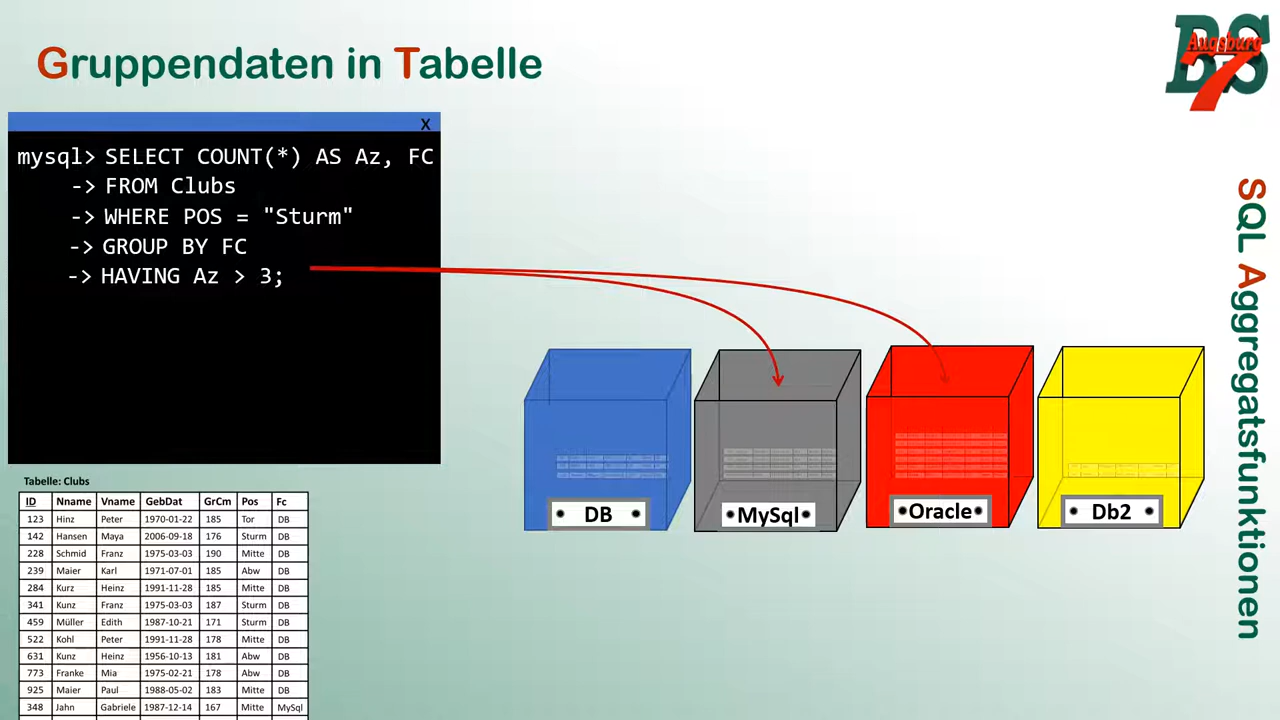 Gruppendaten in Tabelle
BS
Augsburg
7
X
mysql> SELECT COUNT(*) AS Az, FC
-> FROM Clubs
-> WHERE POS = "Sturm"
-> GROUP BY FC
-> HAVING Az > 3;
SQL Aggregatsfunktionen
DB
MySql
Oracle
Db2
Tabelle: Clubs
ID Nname Vname GebDat GrCm Pos Fc
123 Hinz Peter 1970-01-22 185 Tor DB
142 Hansen Maya 2006-09-18 176 Sturm DB
228 Schmid Franz 1975-03-03 190 Mitte DB
239 Maier Karl 1971-07-01 185 Abw DB
284 Kurz Heinz 1991-11-28 185 Mitte DB
341 Kunz Franz 1975-03-03 187 Sturm DB
459 Müller Edith 1987-10-21 171 Sturm DB
522 Kohl Peter 1991-11-28 178 Mitte DB
631 Kunz Heinz 1956-10-13 181 Abw DB
773 Franke Mia 1975-02-21 178 Abw DB
925 Maier Paul 1988-05-02 183 Mitte DB
348 Jahn Gabriele 1987-12-14 167 Mitte MySql